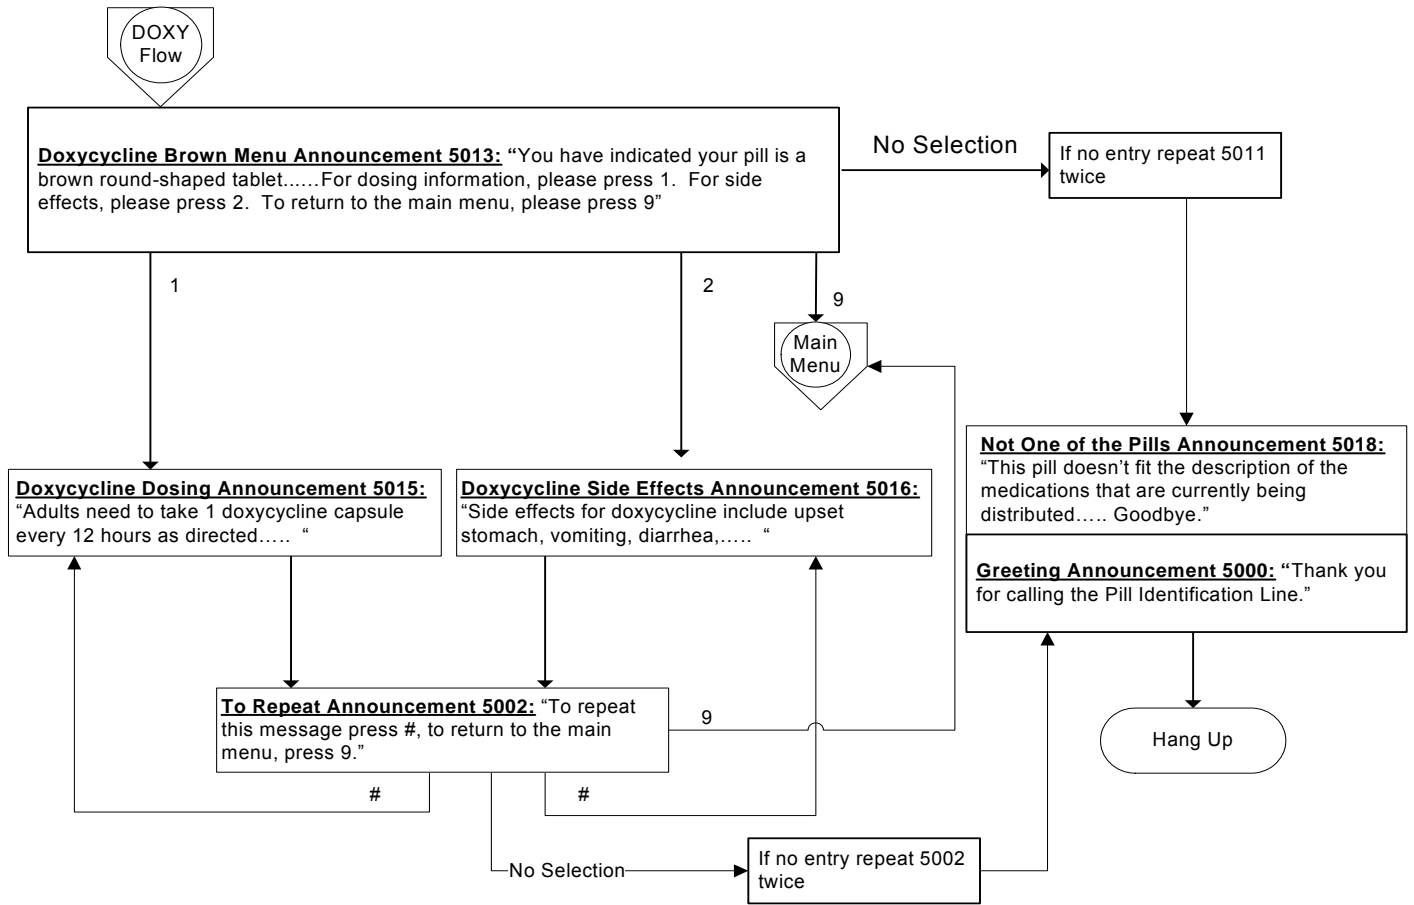 DOXY
Flow
Doxycycline Brown Menu Announcement 5013: “You have indicated your pill is a
brown round-shaped tablet......For dosing information, please press 1.  For side
effects, please press 2.  To return to the main menu, please press 9”
No Selection
If no entry repeat 5011
twice
1
2
9
Main
Menu
Not One of the Pills Announcement 5018:
“This pill doesn’t fit the description of the
medications that are currently being
distributed….. Goodbye.”
Doxycycline Dosing Announcement 5015:
“Adults need to take 1 doxycycline capsule
every 12 hours as directed…..  “
Doxycycline Side Effects Announcement 5016:
“Side effects for doxycycline include upset
stomach, vomiting, diarrhea,…..  “
Greeting Announcement 5000: “Thank you
for calling the Pill Identification Line.”
To Repeat Announcement 5002: “To repeat
this message press #, to return to the main
menu, press 9.”
9
Hang Up
#
#
No Selection
If no entry repeat 5002
twice